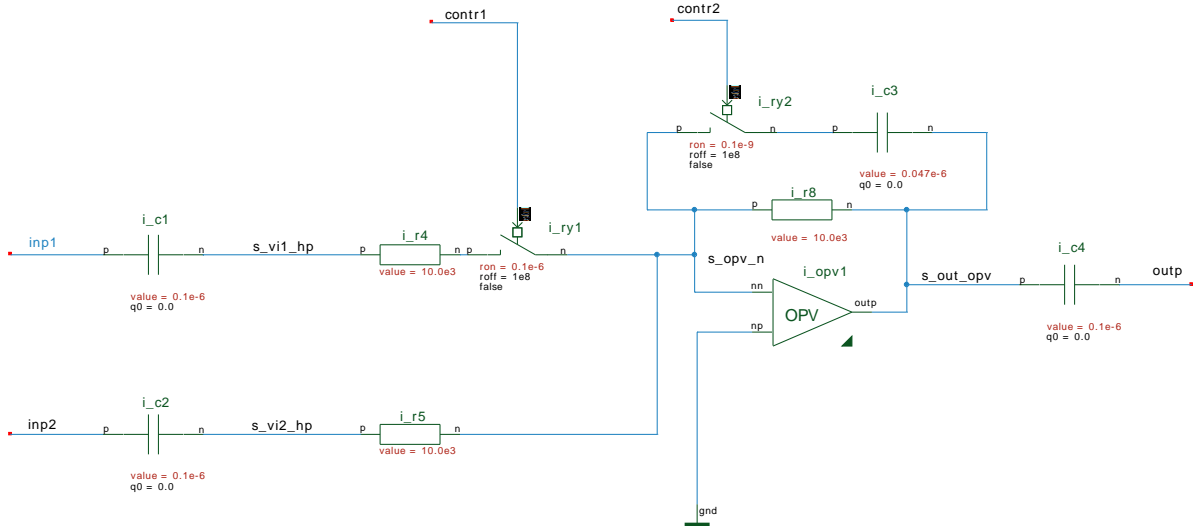 contr1
contr2
i_c3
i_ry2
p
n
p
n
ron = 0.1e-9
roff = 1e8
false
value = 0.047e-6
q0 = 0.0
i_r8
p
n
value = 10.0e3
i_c1
i_r4
i_ry1
inp1
p
n
s_vi1_hp
p
n
p
n
value = 10.0e3
ron = 0.1e-6
roff = 1e8
false
value = 0.1e-6
q0 = 0.0
s_opv_n
i_opv1
nn
OPV
outp
np
s_out_opv
i_c4
p
n
outp
value = 0.1e-6
q0 = 0.0
i_c2
i_r5
inp2
p
n
s_vi2_hp
p
n
value = 10.0e3
value = 0.1e-6
q0 = 0.0
gnd